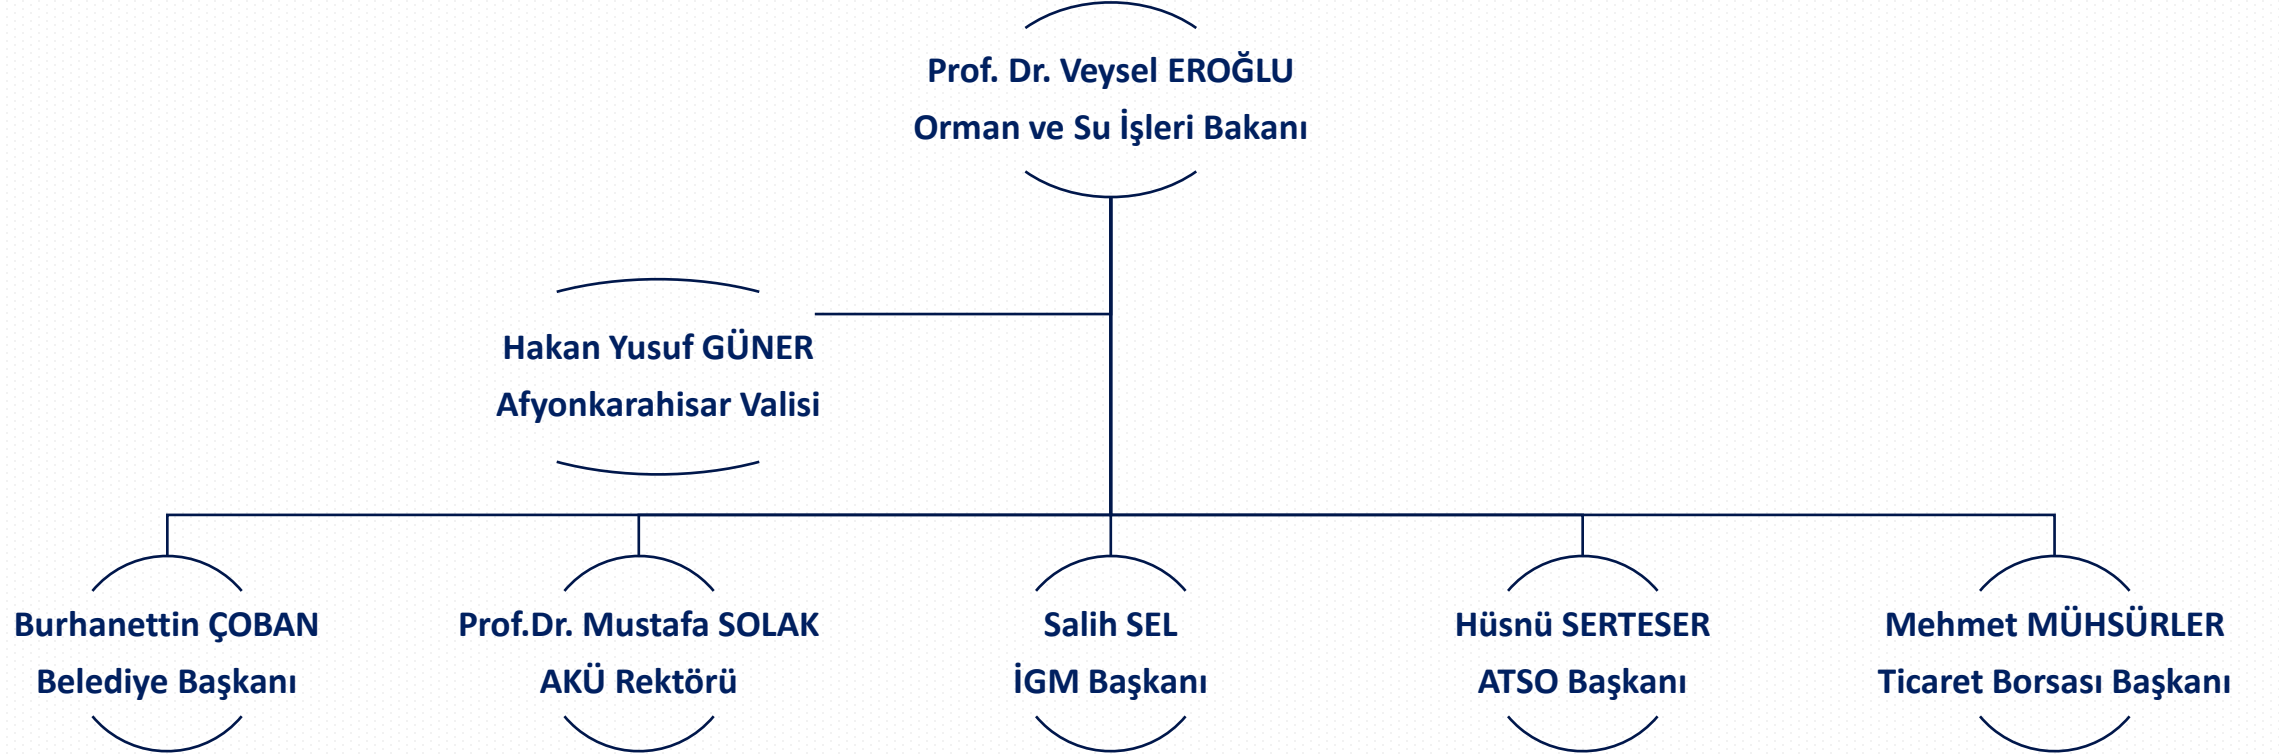 Prof. Dr. Veysel EROĞLU
Orman ve Su İşleri Bakanı
Hakan Yusuf GÜNER
Afyonkarahisar Valisi
Burhanettin ÇOBAN
Belediye Başkanı
Prof.Dr. Mustafa SOLAK
AKÜ Rektörü
Salih SEL
İGM Başkanı
Hüsnü SERTESER
ATSO Başkanı
Mehmet MÜHSÜRLER
Ticaret Borsası Başkanı